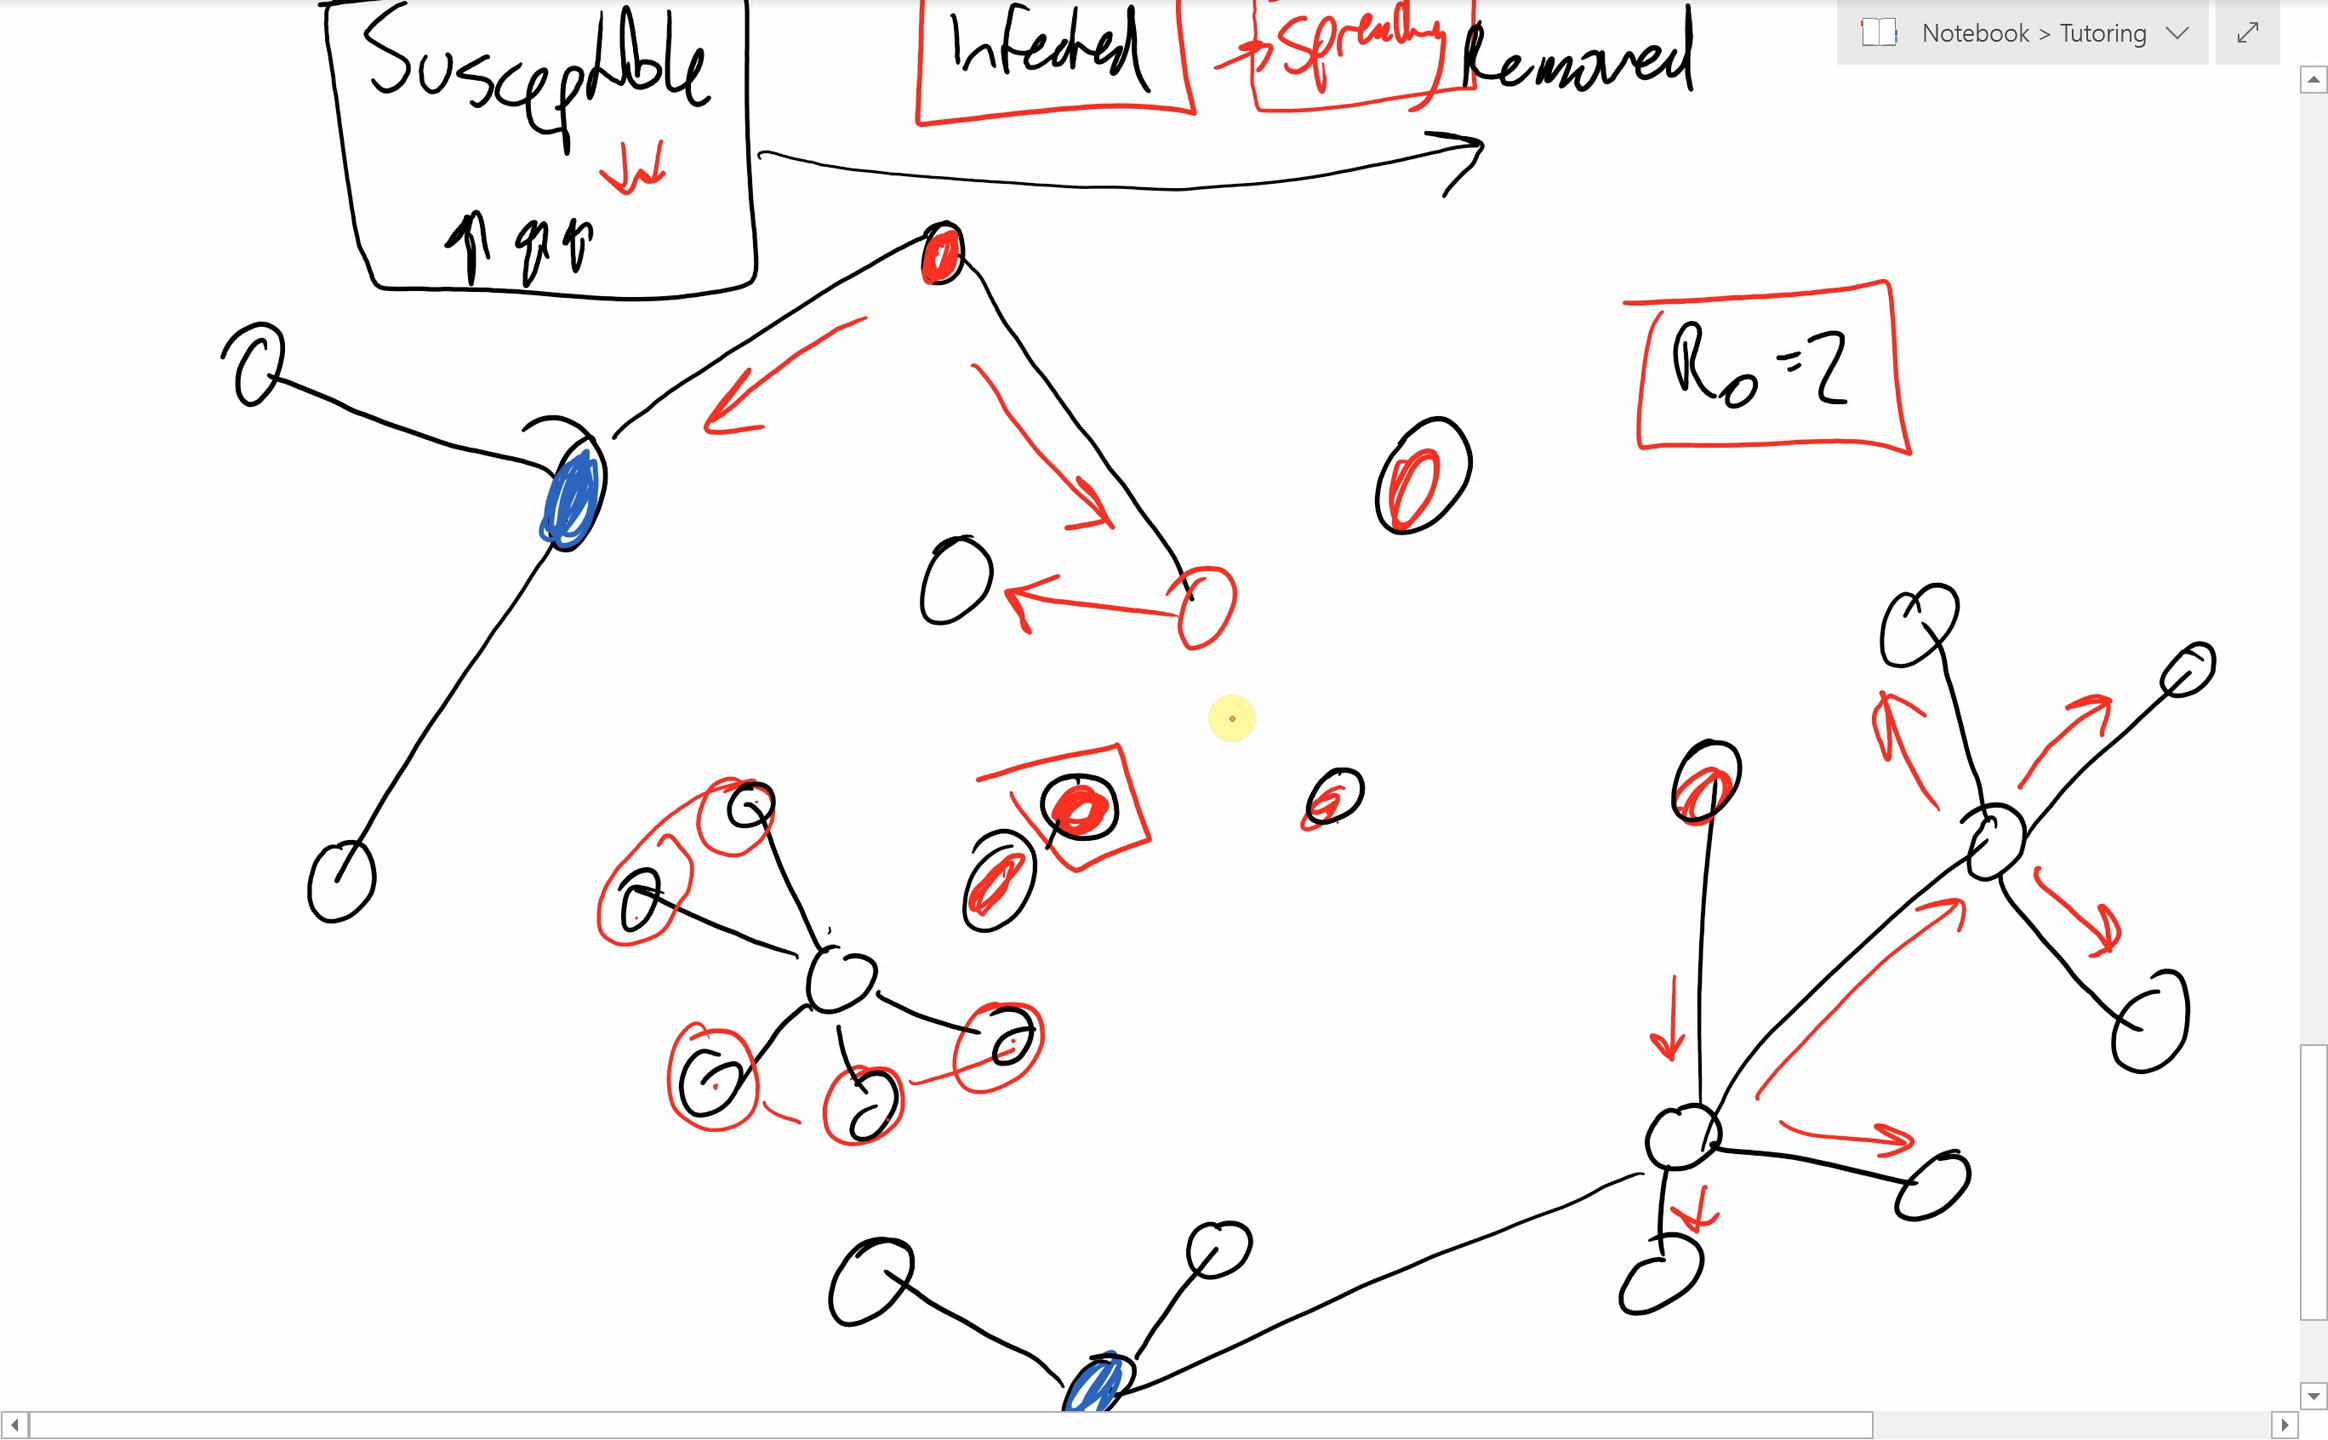 Susceptible
Infected
Spreading
Removed
Notebook > Tutoring
R0=2